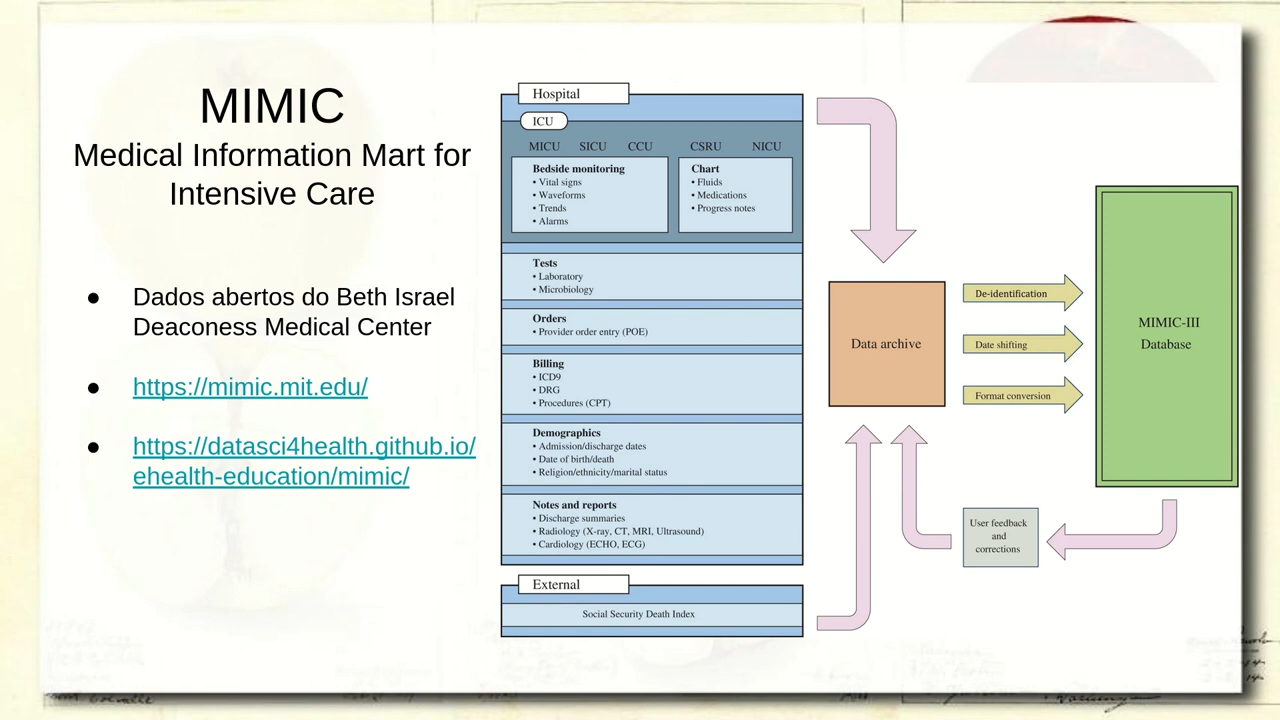 MIMIC
Medical Information Mart for
Intensive Care
● Dados abertos do Beth Israel
Deaconess Medical Center
● https://mimic.mit.edu/
● https://datasci4health.github.io/
ehealth-education/mimic/
Hospital
ICU
MICU SICU CCU CSRU NICU
Bedside monitoring
• Vital signs
• Waveforms
• Trends
• Alarms
Chart
• Fluids
• Medications
• Progress notes
Tests
• Laboratory
• Microbiology
Orders
• Provider order entry (POE)
Billing
• ICD9
• DRG
• Procedures (CPT)
Demographics
• Admission/discharge dates
• Date of birth/death
• Religion/ethnicity/marital status
Notes and reports
• Discharge summaries
• Radiology (X-ray, CT, MRI, Ultrasound)
• Cardiology (ECHO, ECG)
External
Social Security Death Index
Data archive
De-identification
Date shifting
Format conversion
MIMIC-III
Database
User feedback
and
corrections